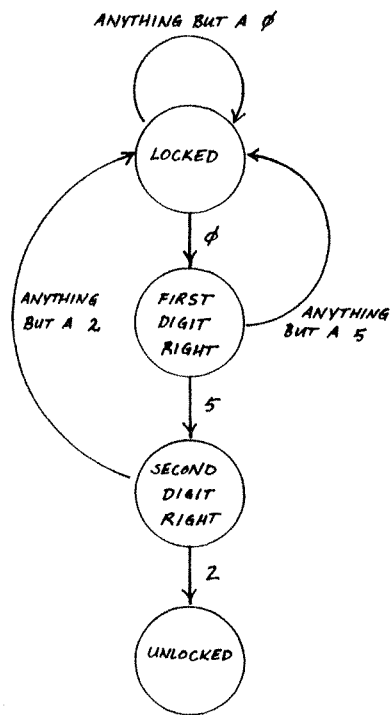 ANYTHING BUT A Ø
LOCKED
Ø
ANYTHING
BUT A 2
FIRST
DIGIT
RIGHT
ANYTHING
BUT A 5
5
SECOND
DIGIT
RIGHT
2
UNLOCKED